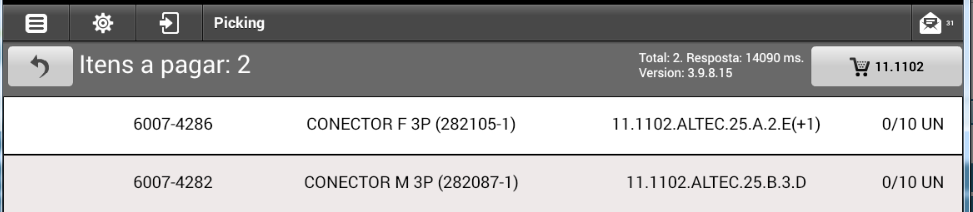 Picking
31
Itens a pagar: 2
Total: 2. Resposta: 14090 ms.
Version: 3.9.8.15
11.1102
6007-4286 CONECTOR F 3P (282105-1) 11.1102.ALTEC.25.A.2.E(+1) 0/10 UN
6007-4282 CONECTOR M 3P (282087-1) 11.1102.ALTEC.25.B.3.D 0/10 UN